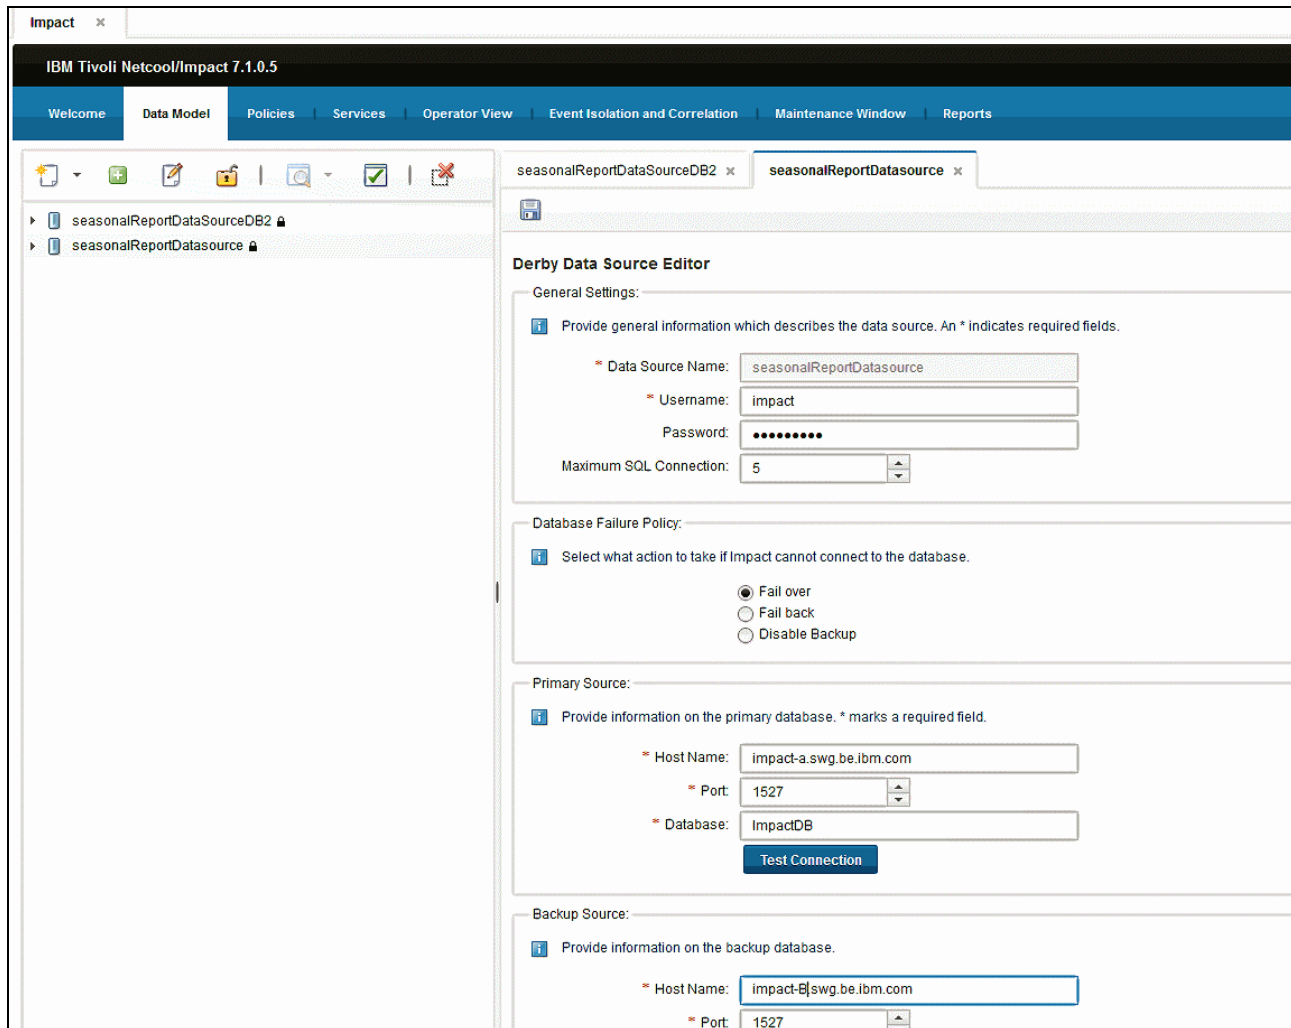 Impact
IBM Tivoli Netcool/Impact 7.1.0.5
Welcome Data Model Policies Services Operator View Event Isolation and Correlation Maintenance Window Reports
seasonalReportDataSourceDB2 seasonalReportDatasource
seasonalReportDataSourceDB2
seasonalReportDatasource
Derby Data Source Editor
General Settings:
Provide general information which describes the data source. An * indicates required fields.
* Data Source Name: seasonalReportDatasource
* Username: impact
Password: •••••••••
Maximum SQL Connection: 5
Database Failure Policy:
Select what action to take if Impact cannot connect to the database.
Fail over
Fail back
Disable Backup
Primary Source:
Provide information on the primary database. * marks a required field.
* Host Name: impact-a.swg.be.ibm.com
* Port: 1527
* Database: ImpactDB
Test Connection
Backup Source:
Provide information on the backup database.
* Host Name: impact-B.swg.be.ibm.com
* Port: 1527